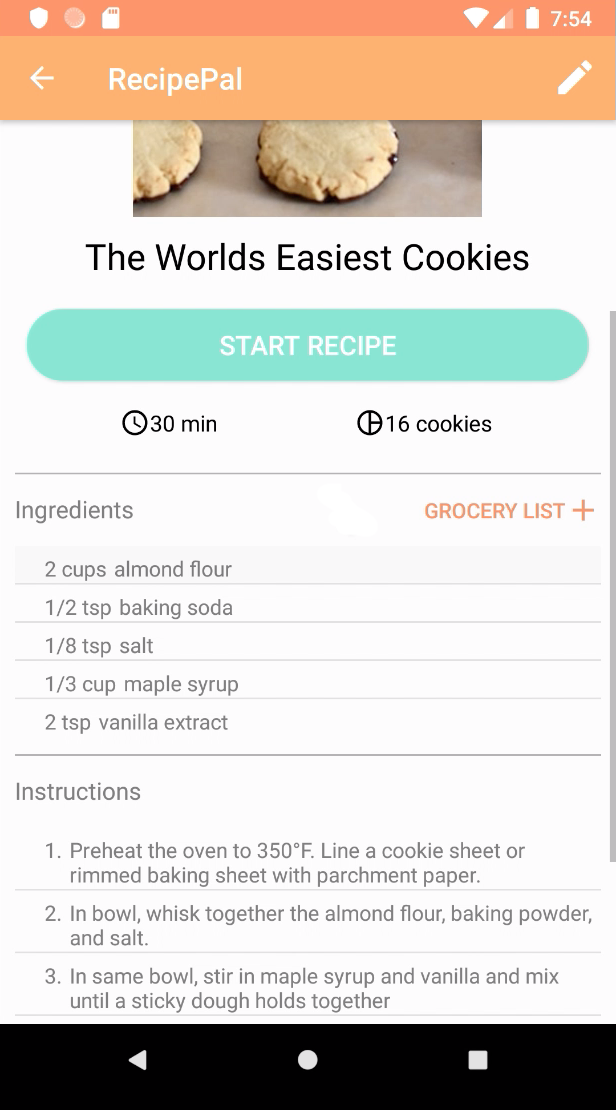 7:54
RecipePal
The Worlds Easiest Cookies
START RECIPE
30 min 16 cookies
Ingredients GROCERY LIST +
2 cups almond flour
1/2 tsp baking soda
1/8 tsp salt
1/3 cup maple syrup
2 tsp vanilla extract
Instructions
1. Preheat the oven to 350°F. Line a cookie sheet or
rimmed baking sheet with parchment paper.
2. In bowl, whisk together the almond flour, baking powder,
and salt.
3. In same bowl, stir in maple syrup and vanilla and mix
until a sticky dough holds together